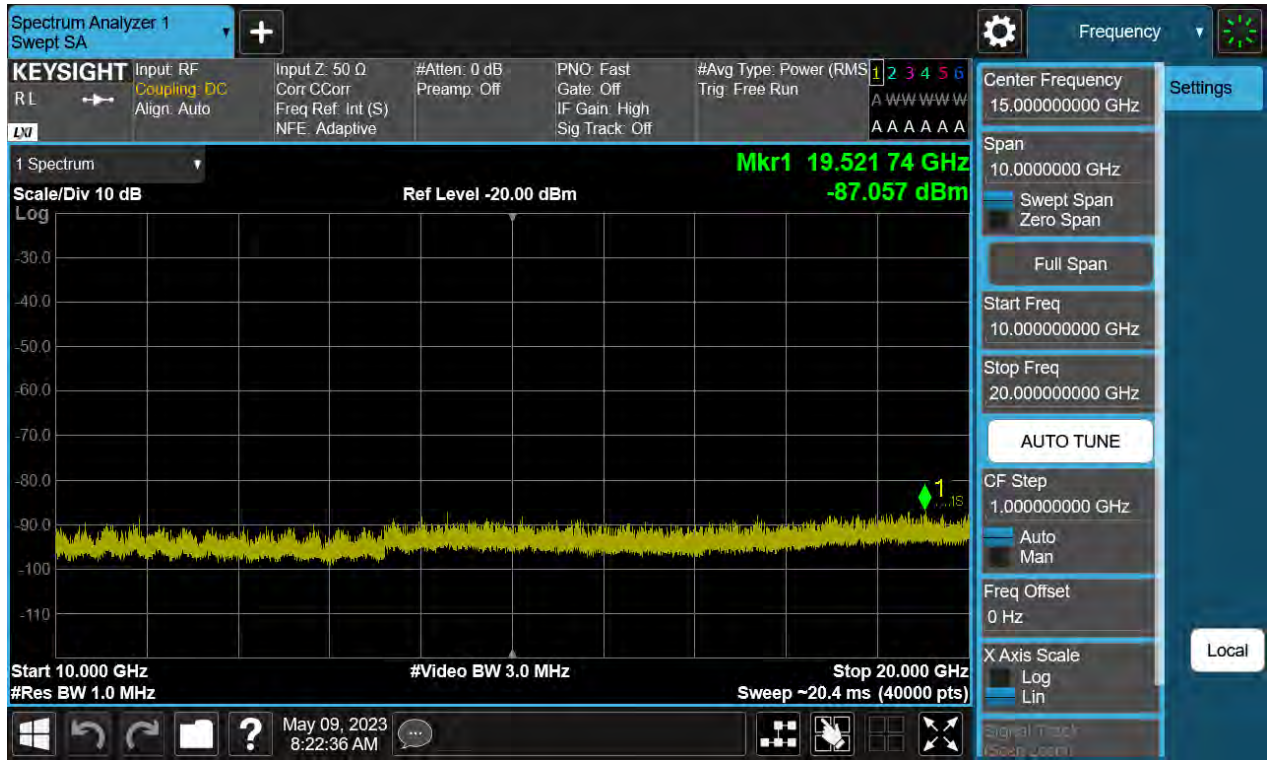 Spectrum Analyzer 1
Swept SA
+
Frequency
KEYSIGHT
RL
LXI
Input: RF
Coupling: DC
Align: Auto
Input Z: 50 Ω
Corr CCorr
Freq Ref: Int (S)
NFE: Adaptive
#Atten: 0 dB
Preamp: Off
PNO: Fast
Gate: Off
IF Gain: High
Sig Track: Off
#Avg Type: Power (RMS
Trig: Free Run
1 2 3 4 5 6
A W W W W W
A A A A A A
1 Spectrum
Scale/Div 10 dB
Log
Ref Level -20.00 dBm
Mkr1 19.521 74 GHz
-87.057 dBm
-30.0
-40.0
-50.0
-60.0
-70.0
-80.0
-90.0
-100
-110
1
Start 10.000 GHz
#Res BW 1.0 MHz
#Video BW 3.0 MHz
Stop 20.000 GHz
Sweep ~20.4 ms (40000 pts)
Center Frequency
15.000000000 GHz
Span
10.0000000 GHz
Swept Span
Zero Span
Full Span
Start Freq
10.000000000 GHz
Stop Freq
20.000000000 GHz
AUTO TUNE
CF Step
1.000000000 GHz
Auto
Man
Freq Offset
0 Hz
X Axis Scale
Log
Lin
Signal Track
(Span Zoom)
Settings
Local
?
May 09, 2023
8:22:36 AM